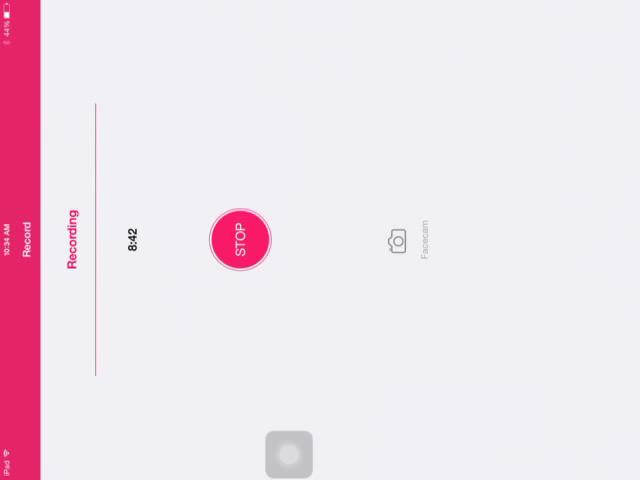 iPad
10:34 AM
44%
Record
Recording
8:42
STOP
Facecam